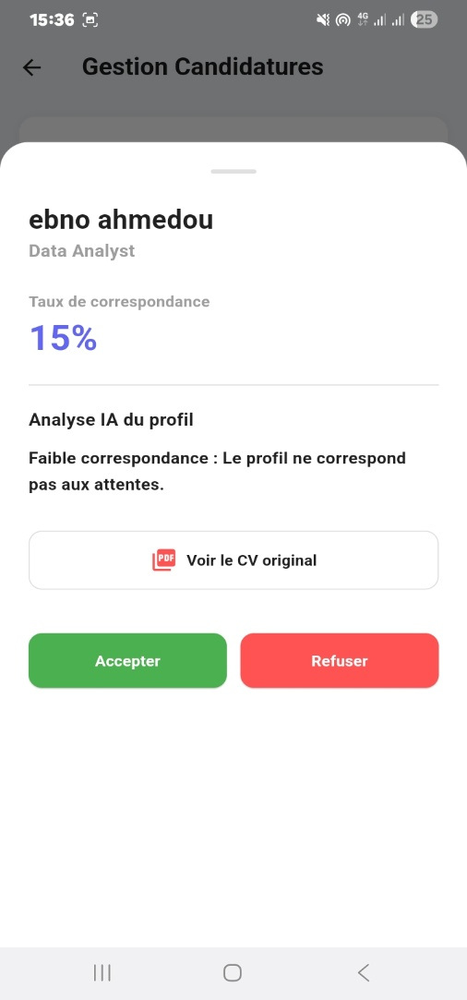 15:36
4G
25
Gestion Candidatures
ebno ahmedou
Data Analyst
Taux de correspondance
15%
Analyse IA du profil
Faible correspondance : Le profil ne correspond
pas aux attentes.
PDF
Voir le CV original
Accepter
Refuser